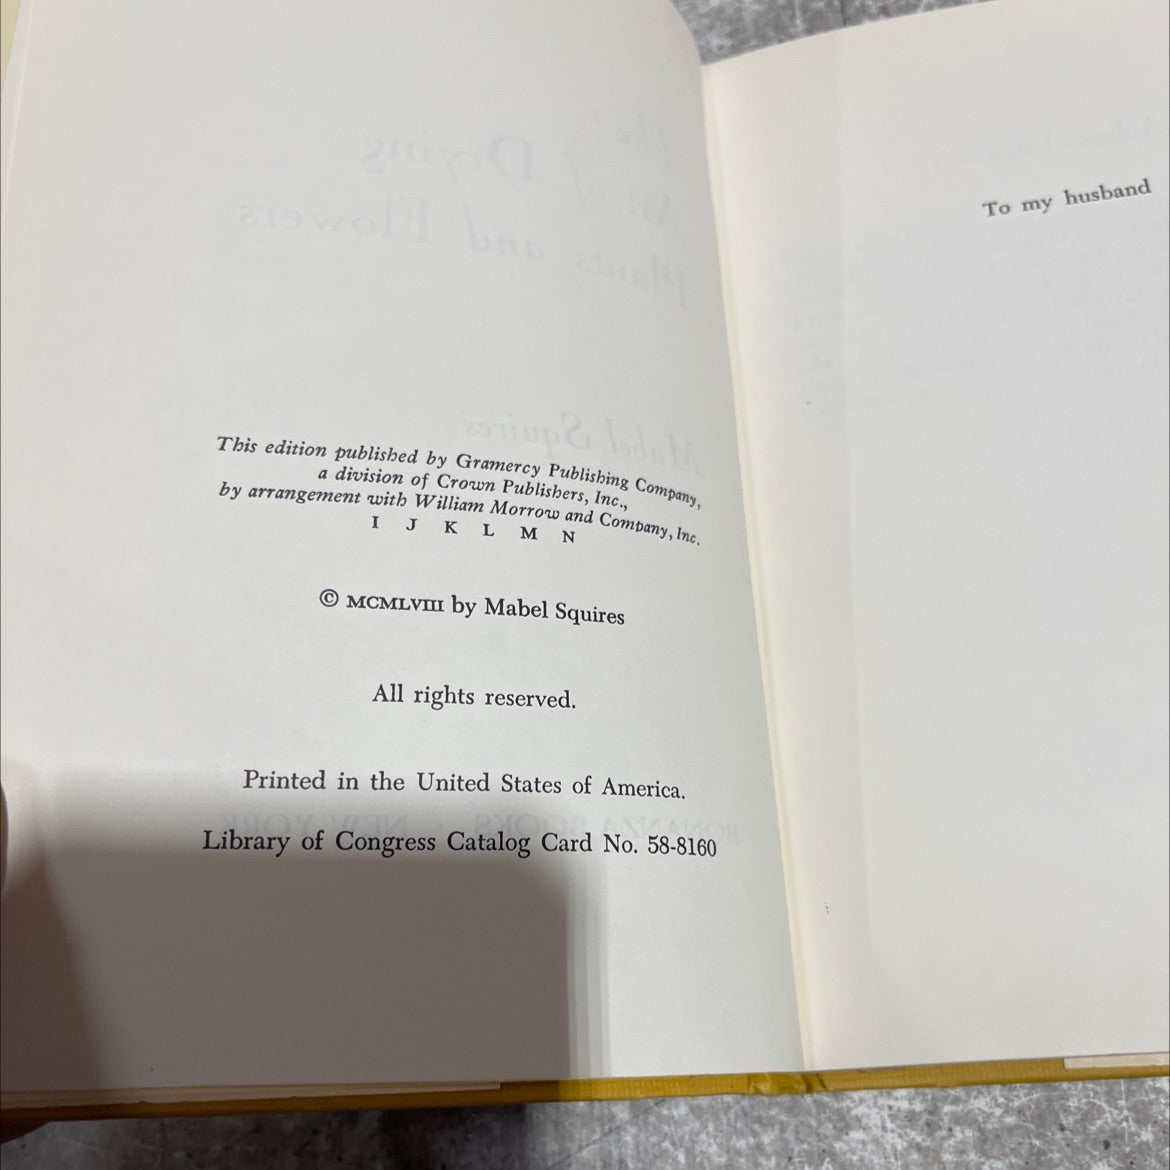 This edition published by Gramercy Publishing Company,
a division of Crown Publishers, Inc.,
by arrangement with William Morrow and Company, Inc.
I J K L M N
© MCMLVIII by Mabel Squires
All rights reserved.
Printed in the United States of America.
Library of Congress Catalog Card No. 58-8160
To my husband